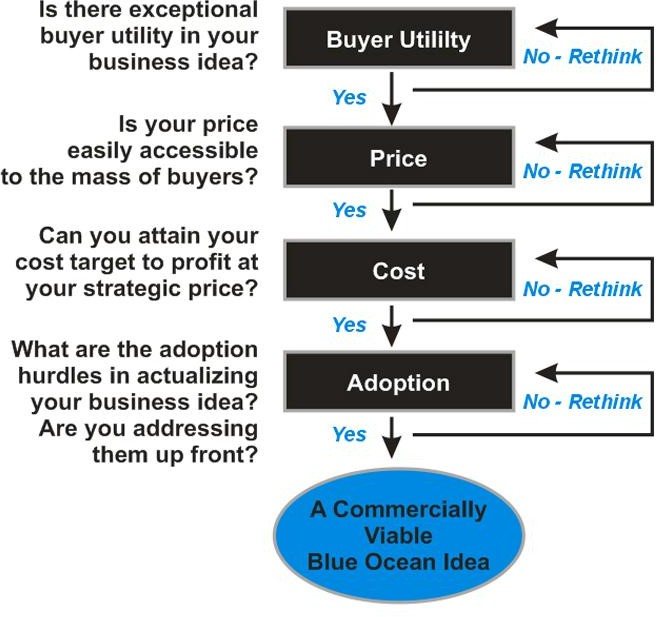 Is there exceptional
buyer utility in your
business idea?
Buyer Utililty
No - Rethink
Yes
Is your price
easily accessible
to the mass of buyers?
Price
No - Rethink
Yes
Can you attain your
cost target to profit at
your strategic price?
Cost
No - Rethink
Yes
What are the adoption
hurdles in actualizing
your business idea?
Are you addressing
them up front?
Adoption
No - Rethink
Yes
A Commercially
Viable
Blue Ocean Idea